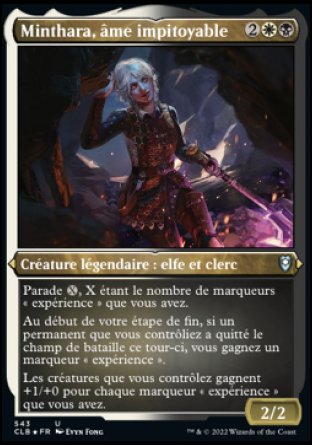 Minthara, âme impitoyable 2
Créature légendaire : elfe et clerc
Parade X, X étant le nombre de marqueurs
« expérience » que vous avez.
Au début de votre étape de fin, si un
permanent que vous contrôliez a quitté le
champ de bataille ce tour-ci, vous gagnez un
marqueur « expérience ».
Les créatures que vous contrôlez gagnent
+1/+0 pour chaque marqueur « expérience »
que vous avez.
2/2
543 U
CLB ★ FR Eyyn Fong
™ & © 2022 Wizards of the Coast